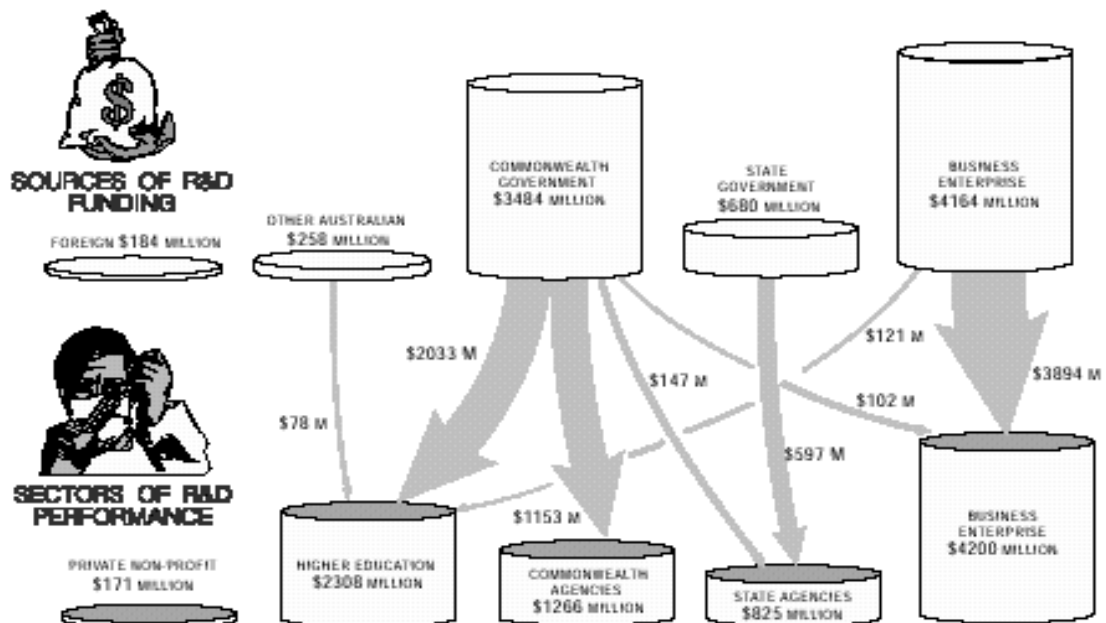 $
SOURCES OF R&D
FUNDING
FOREIGN $184 MILLION
OTHER AUSTRALIAN
$258 MILLION
COMMONWEALTH
GOVERNMENT
$3484 MILLION
STATE
GOVERNMENT
$680 MILLION
BUSINESS
ENTERPRISE
$4164 MILLION
$2033 M
$78 M
$147 M
$121 M
$102 M
$3894 M
$597 M
$1153 M
SECTORS OF R&D
PERFORMANCE
PRIVATE NON-PROFIT
$171 MILLION
HIGHER EDUCATION
$2308 MILLION
COMMONWEALTH
AGENCIES
$1266 MILLION
STATE AGENCIES
$825 MILLION
BUSINESS
ENTERPRISE
$4200 MILLION